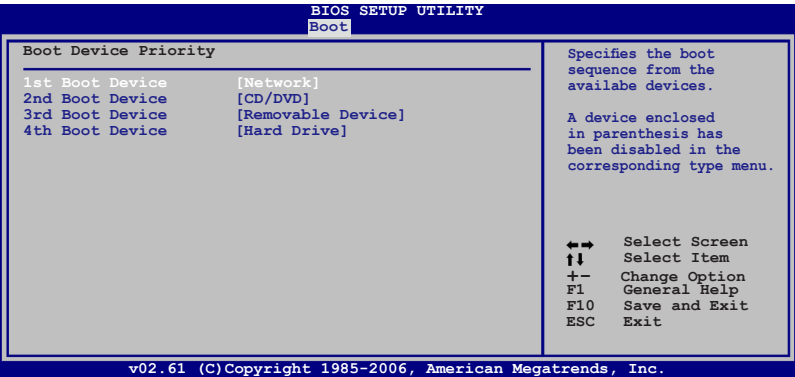 BIOS SETUP UTILITY
Boot
Boot Device Priority
1st Boot Device [Network]
2nd Boot Device [CD/DVD]
3rd Boot Device [Removable Device]
4th Boot Device [Hard Drive]
Specifies the boot
sequence from the
availabe devices.
A device enclosed
in parenthesis has
been disabled in the
corresponding type menu.
←→ Select Screen
↑↓ Select Item
+- Change Option
F1 General Help
F10 Save and Exit
ESC Exit
v02.61 (C)Copyright 1985-2006, American Megatrends, Inc.